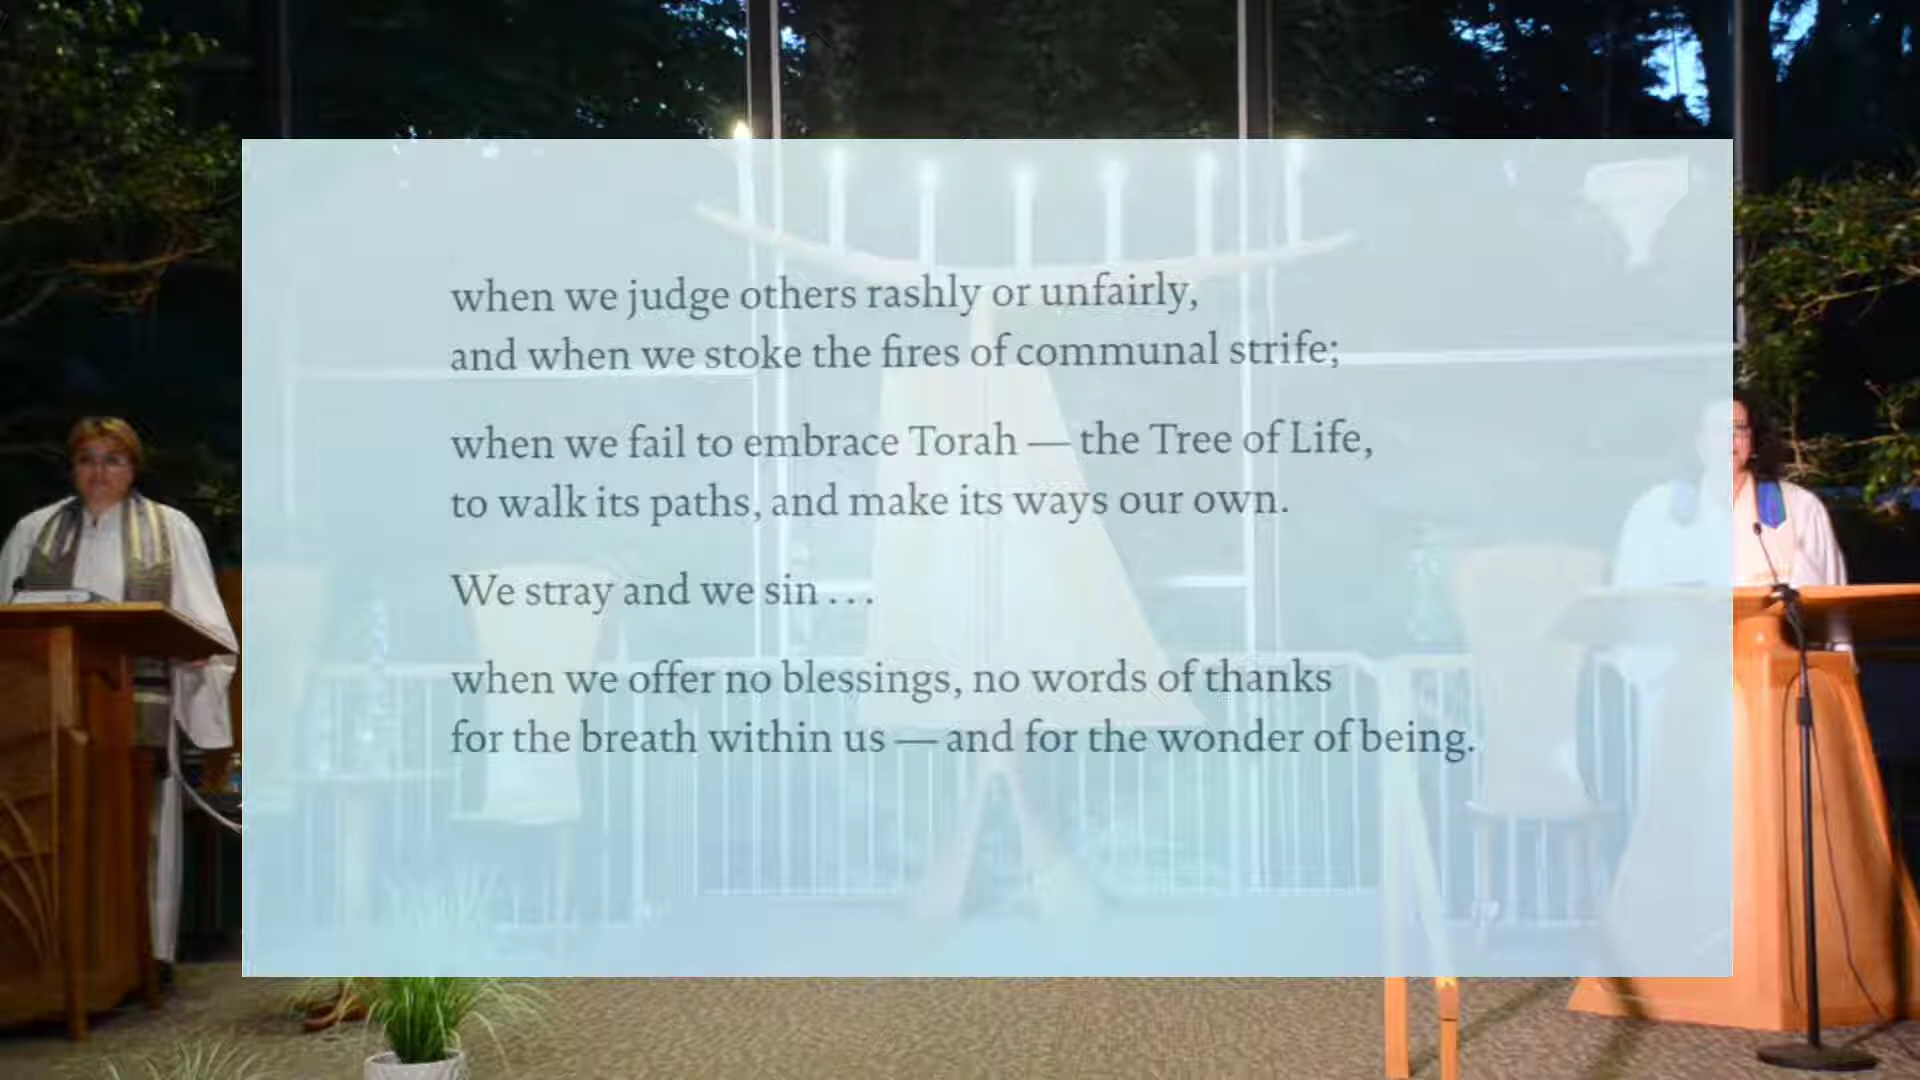 when we judge others rashly or unfairly,
and when we stoke the fires of communal strife;
when we fail to embrace Torah — the Tree of Life,
to walk its paths, and make its ways our own.
We stray and we sin . . .
when we offer no blessings, no words of thanks
for the breath within us — and for the wonder of being.